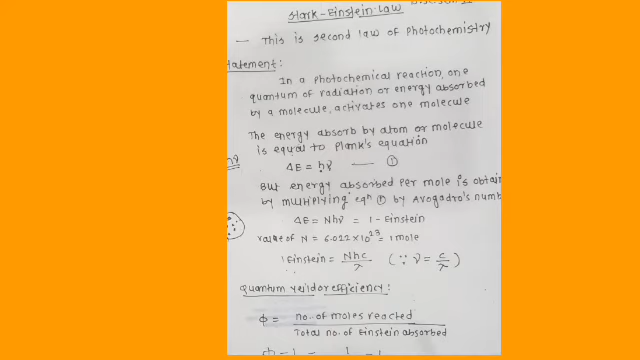 Stark-Einstein-Law
— This is second law of Photochemistry
tatement:
In a Photochemical reaction, one
quantum of radiation or energy absorbed
by a molecule, activates one molecule
The energy absorb by atom or molecule
is equal to Plank's equation
ΔE = hν — ①
But energy absorbed per mole is obtain
by multiplying eqⁿ ① by Avogadro's numb
ΔE = Nhν = 1-Einstein
value of N = 6.022 × 10²³ = 1 mole
1 Einstein = Nhc/λ (∵ ν = c/λ)
Quantum Yeild or efficiency:
ϕ = no. of moles reacted
Total no. of Einstein absorbed